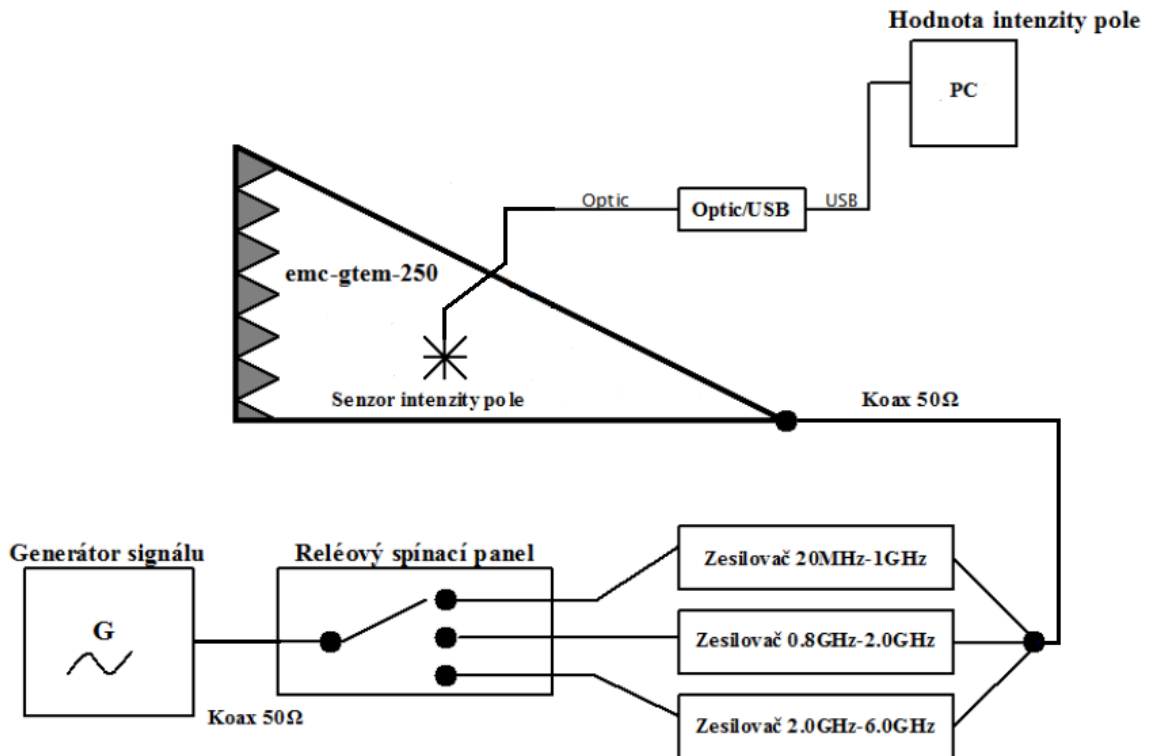 Hodnota intenzity pole
PC
Optic
Optic/USB
USB
emc-gtem-250
Senzor intenzity pole
Koax 50Ω
Generátor signálu
Reléový spínací panel
Zesilovač 20MHz-1GHz
G
Zesilovač 0.8GHz-2.0GHz
Koax 50Ω
Zesilovač 2.0GHz-6.0GHz